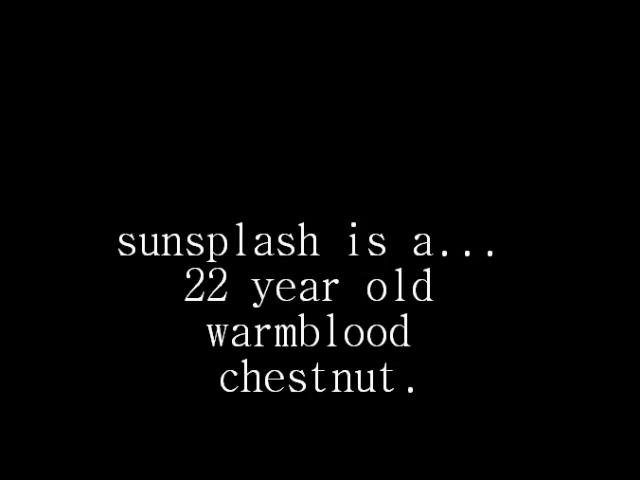 sunsplash is a...
22 year old
warmblood
chestnut.